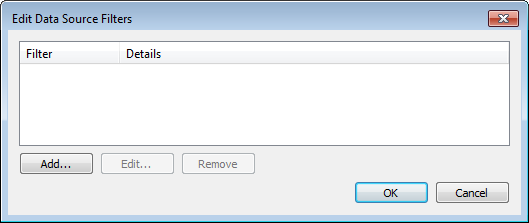 Edit Data Source Filters
Filter Details
Add... Edit... Remove
OK Cancel